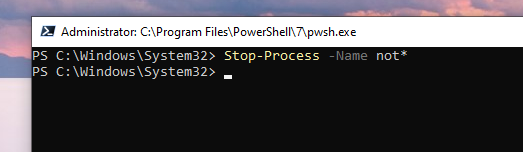 Administrator: C:\Program Files\PowerShell\7\pwsh.exe
PS C:\Windows\System32> Stop-Process -Name not*
PS C:\Windows\System32>